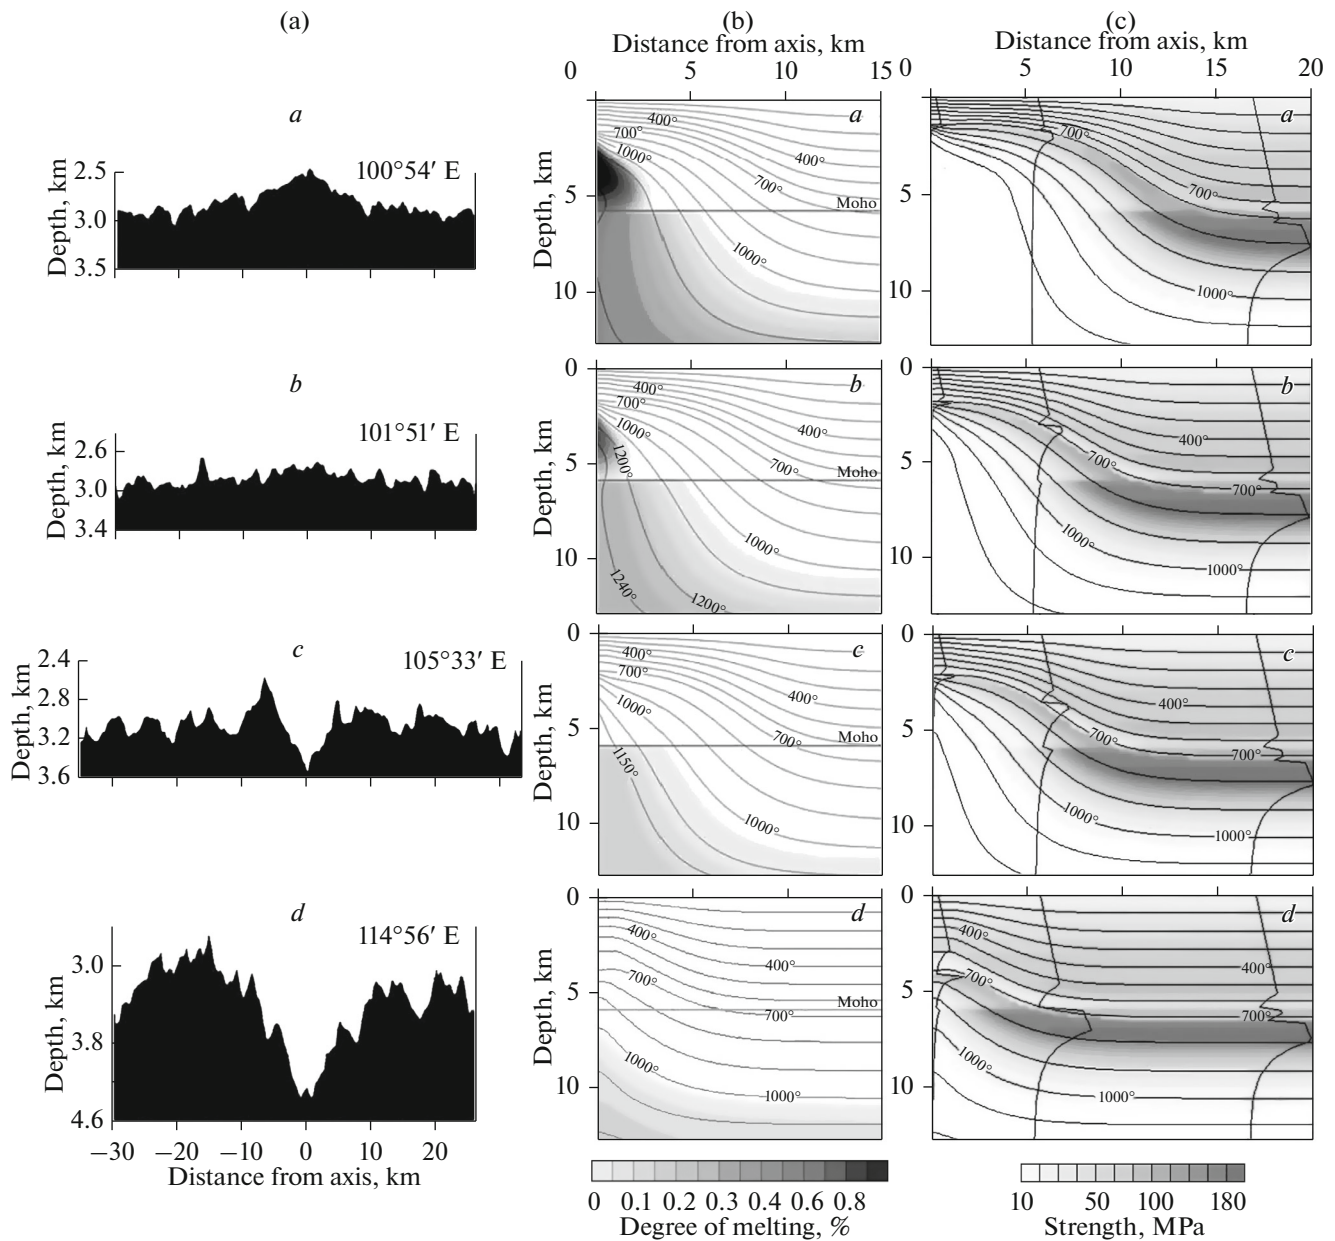 (a)
(b)
(c)
Distance from axis, km
0 5 10 15
Distance from axis, km
0 5 10 15 20
a
100°54′ E
Depth, km
2.5
3.0
3.5
b
101°51′ E
Depth, km
2.6
3.0
3.4
c
105°33′ E
Depth, km
2.4
2.8
3.2
3.6
d
114°56′ E
Depth, km
3.0
3.8
4.6
−30 −20 −10 0 10 20
Distance from axis, km
a
400°
700°
1000°
400°
700°
Moho
1000°
Depth, km
5
10
b
0
400°
700°
1000°
400°
1200°
700°
Moho
1000°
1240°
1200°
Depth, km
5
10
c
0
400°
700°
1000°
400°
700°
Moho
1150°
1000°
Depth, km
5
10
d
0
400°
400°
700°
Moho
700°
1000°
1000°
Depth, km
5
10
0 0.1 0.2 0.3 0.4 0.6 0.8
Degree of melting, %
a
700°
700°
1000°
5
10
b
0
400°
700°
700°
1000°
1000°
5
10
c
0
400°
700°
700°
1000°
1000°
5
10
d
0
400°
400°
700°
700°
1000°
1000°
5
10
10 50 100 180
Strength, MPa